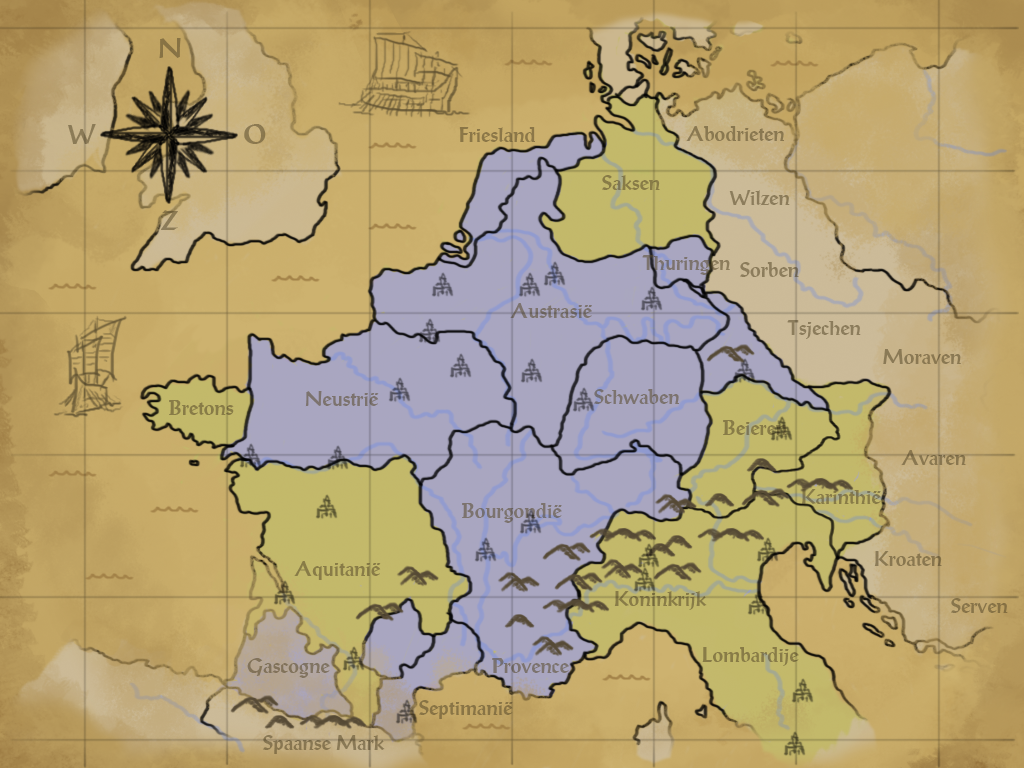 N
W
O
Z
Friesland
Abodrieten
Saksen
Wilzen
Thuringen
Sorben
Austrasië
Tsjechen
Moraven
Neustrië
Schwaben
Bretons
Beieren
Avaren
Karinthië
Bourgondië
Kroaten
Aquitanië
Koninkrijk
Serven
Lombardije
Gascogne
Provence
Septimanië
Spaanse Mark